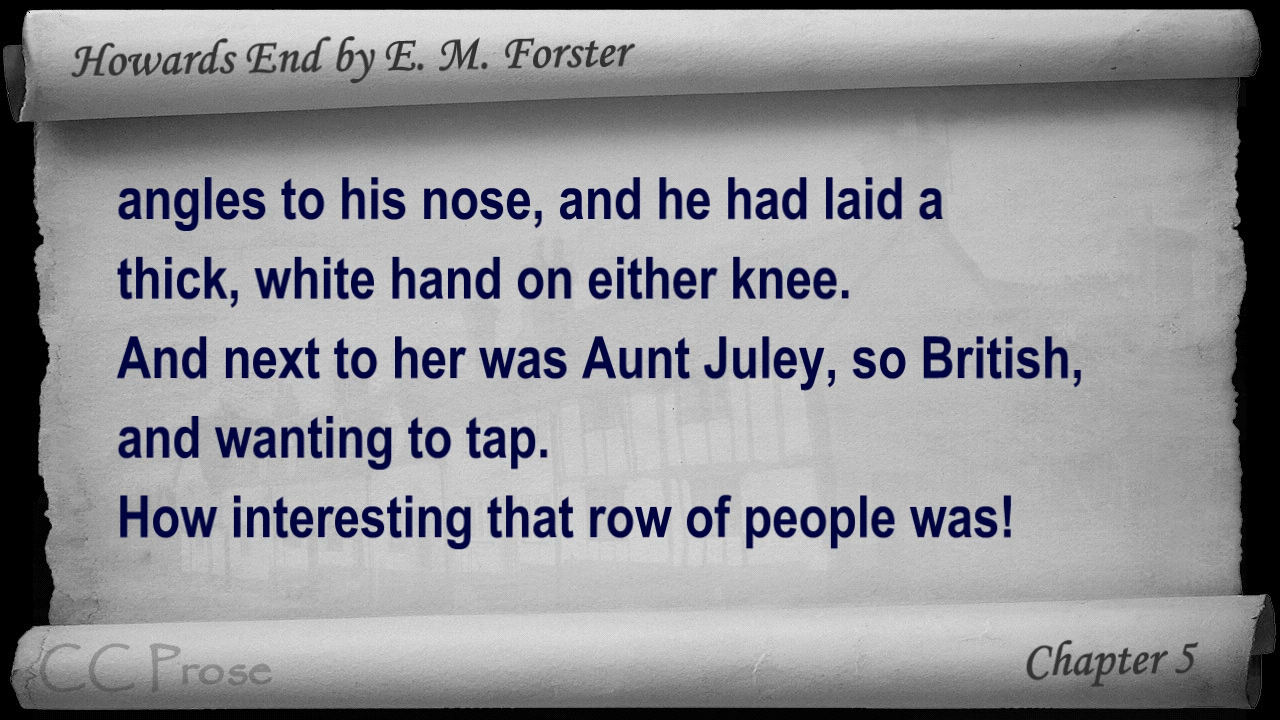 Howards End by E. M. Forster
angles to his nose, and he had laid a
thick, white hand on either knee.
And next to her was Aunt Juley, so British,
and wanting to tap.
How interesting that row of people was!
CC Prose
Chapter 5